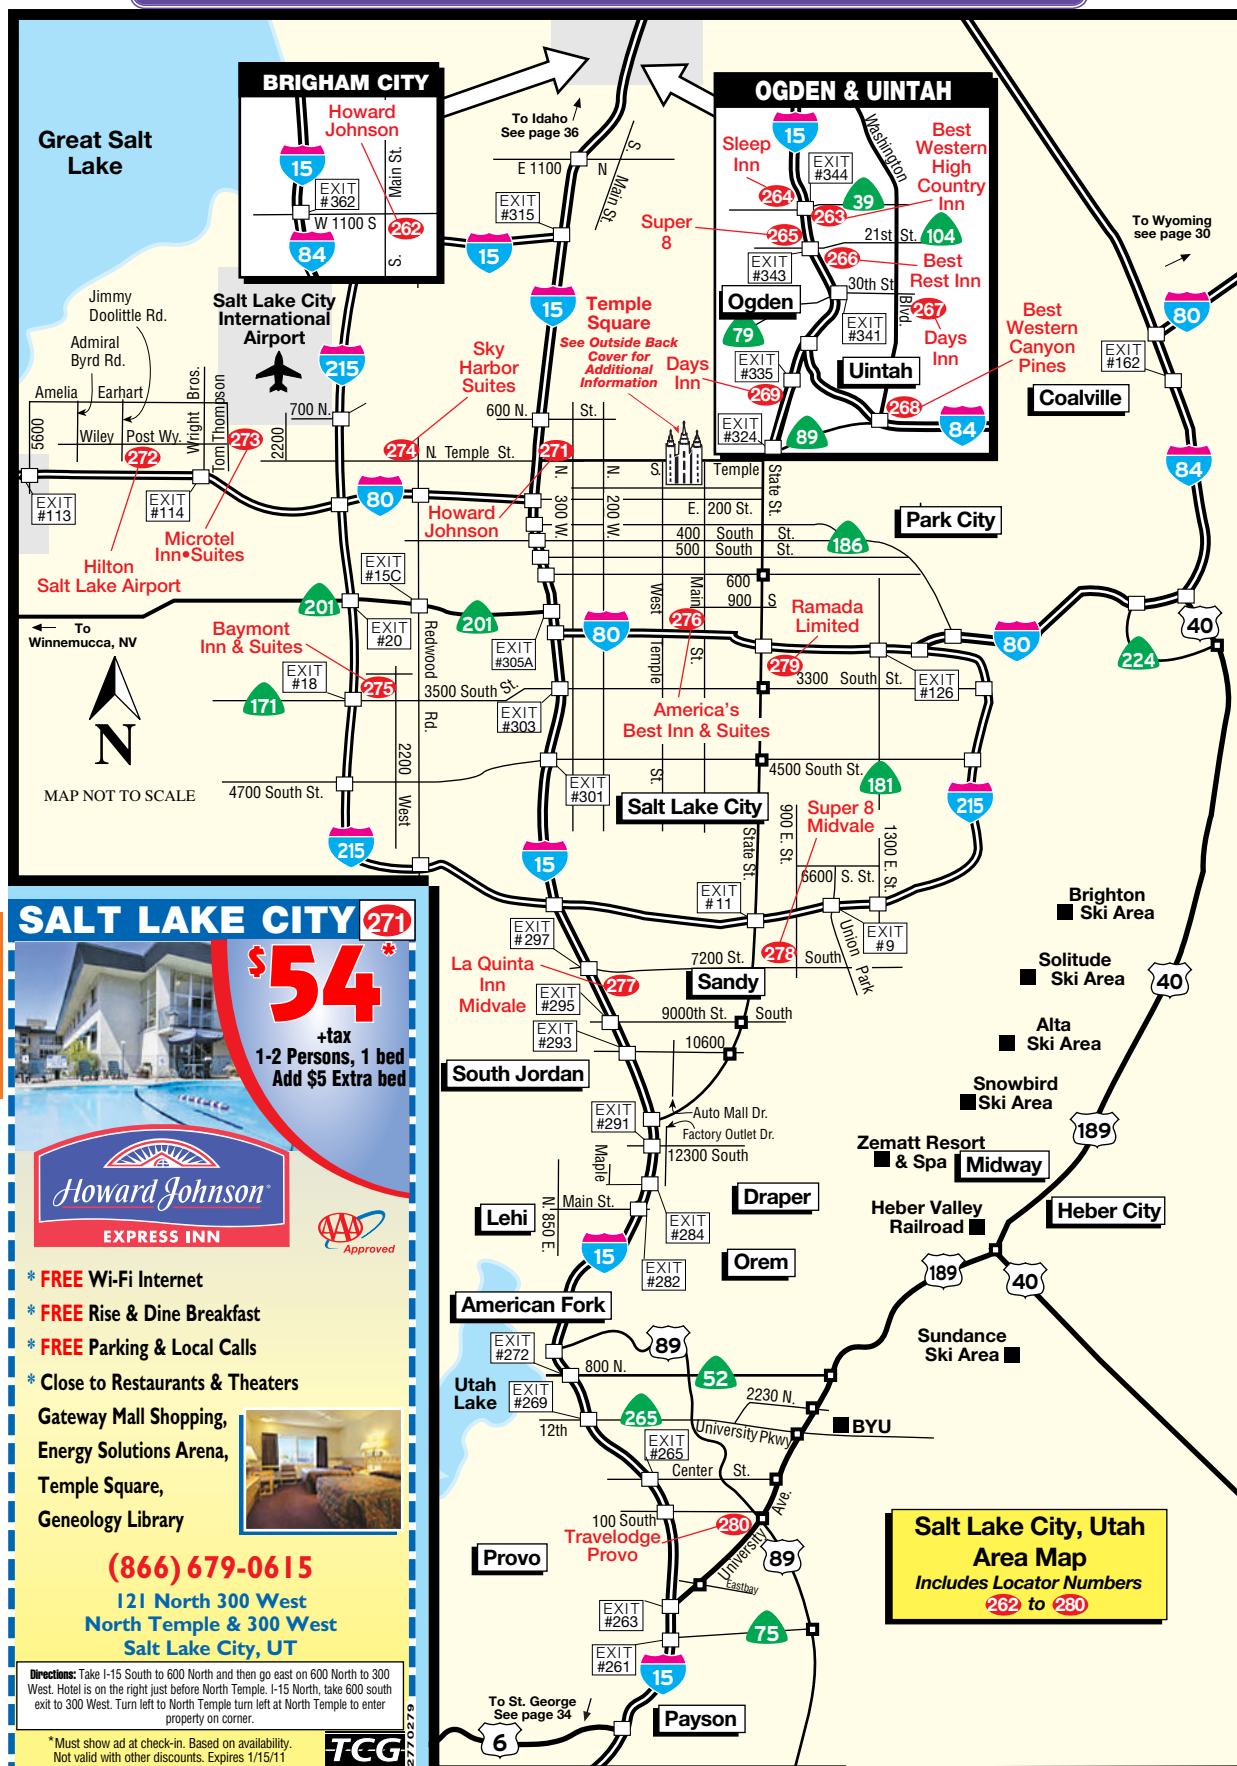 BRIGHAM CITY
Howard
Johnson
Main St.
15
EXIT
#362
W 1100 S
262
84
S.
Great Salt
Lake
To Idaho
See page 36
E 1100
N
S.
Main St.
EXIT
#315
15
15
OGDEN & UINTAH
15
Washington
Best
Western
High
Country
Inn
Sleep
Inn
EXIT
#344
264
263
39
Super
8
265
21st St.
104
EXIT
#343
266
Best
Rest Inn
30th St.
Blvd.
267
Ogden
79
EXIT
#341
Days
Inn
EXIT
#335
Uintah
Days
Inn
269
268
EXIT
#324
89
84
Best
Western
Canyon
Pines
To Wyoming
see page 30
80
EXIT
#162
Coalville
84
Jimmy
Doolittle Rd.
Admiral
Byrd Rd.
Salt Lake City
International
Airport
215
Temple
Square
See Outside Back
Cover for
Additional
Information
Sky
Harbor
Suites
Amelia
Earhart
Wright Bros.
Tom Thompson
5600
Wiley
Post Wy.
272
273
2200
700 N.
600 N.
St.
274
N. Temple St.
271
S.
Temple
EXIT
#113
EXIT
#114
80
Howard
Johnson
N.
300 W.
N.
200 W.
State St.
E. 200 St.
Park City
Microtel
Inn•Suites
Hilton
Salt Lake Airport
400 South St.
500 South St.
186
EXIT
#15C
600
900 S
West
Main
201
201
To
Winnemucca, NV
Baymont
Inn & Suites
EXIT
#20
Redwood
EXIT
#305A
80
276
Temple
St.
Ramada
Limited
279
80
40
224
EXIT
#18
275
171
3500 South St.
EXIT
#303
3300 South St.
EXIT
#126
Rd.
America's
Best Inn & Suites
N
MAP NOT TO SCALE
2200
West
4700 South St.
EXIT
#301
St.
4500 South St.
181
215
Salt Lake City
Super 8
Midvale
State St.
900 E. St.
1300 E. St.
215
15
6600 S. St.
EXIT
#11
EXIT
#297
EXIT
#9
Union
Park
278
7200 St.
South
Sandy
La Quinta
Inn
Midvale
277
EXIT
#295
9000th St.
South
EXIT
#293
10600
South Jordan
EXIT
#291
Auto Mall Dr.
Factory Outlet Dr.
12300 South
Maple
N. 850 E.
Main St.
Lehi
EXIT
#284
Draper
15
EXIT
#282
Orem
American Fork
EXIT
#272
89
800 N.
52
Utah
Lake
EXIT
#269
265
2230 N.
12th
University Pkwy
BYU
EXIT
#265
Center St.
100 South
Travelodge
Provo
280
University
Ave.
Provo
89
Eastbay
EXIT
#263
75
EXIT
#261
15
To St. George
See page 34
6
Payson
Brighton
Ski Area
Solitude
Ski Area
40
Alta
Ski Area
Snowbird
Ski Area
189
Zematt Resort
& Spa
Midway
Heber Valley
Railroad
Heber City
189
40
Sundance
Ski Area
Salt Lake City, Utah
Area Map
Includes Locator Numbers
262 to 280
SALT LAKE CITY 271
$54*
+tax
1-2 Persons, 1 bed
Add $5 Extra bed
Howard Johnson®
EXPRESS INN
AAA
Approved
* FREE Wi-Fi Internet
* FREE Rise & Dine Breakfast
* FREE Parking & Local Calls
* Close to Restaurants & Theaters
Gateway Mall Shopping,
Energy Solutions Arena,
Temple Square,
Geneology Library
(866) 679-0615
121 North 300 West
North Temple & 300 West
Salt Lake City, UT
Directions: Take I-15 South to 600 North and then go east on 600 North to 300
West. Hotel is on the right just before North Temple. I-15 North, take 600 south
exit to 300 West. Turn left to North Temple turn left at North Temple to enter
property on corner.
*Must show ad at check-in. Based on availability.
Not valid with other discounts. Expires 1/15/11
TCG
2770279